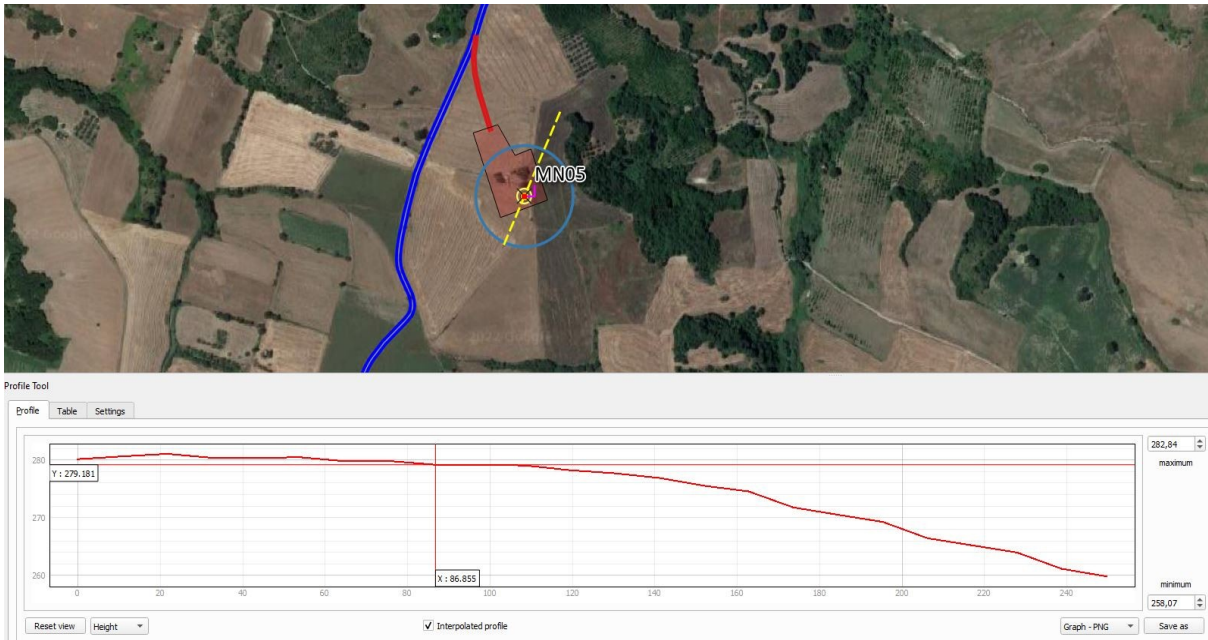 MN05
Profile Tool
Profile Table Settings
282,84
maximum
280
Y : 279.181
270
260
X : 86.855
minimum
258,07
0 20 40 60 80 100 120 140 160 180 200 220 240
Reset view Height Interpolated profile Graph - PNG Save as